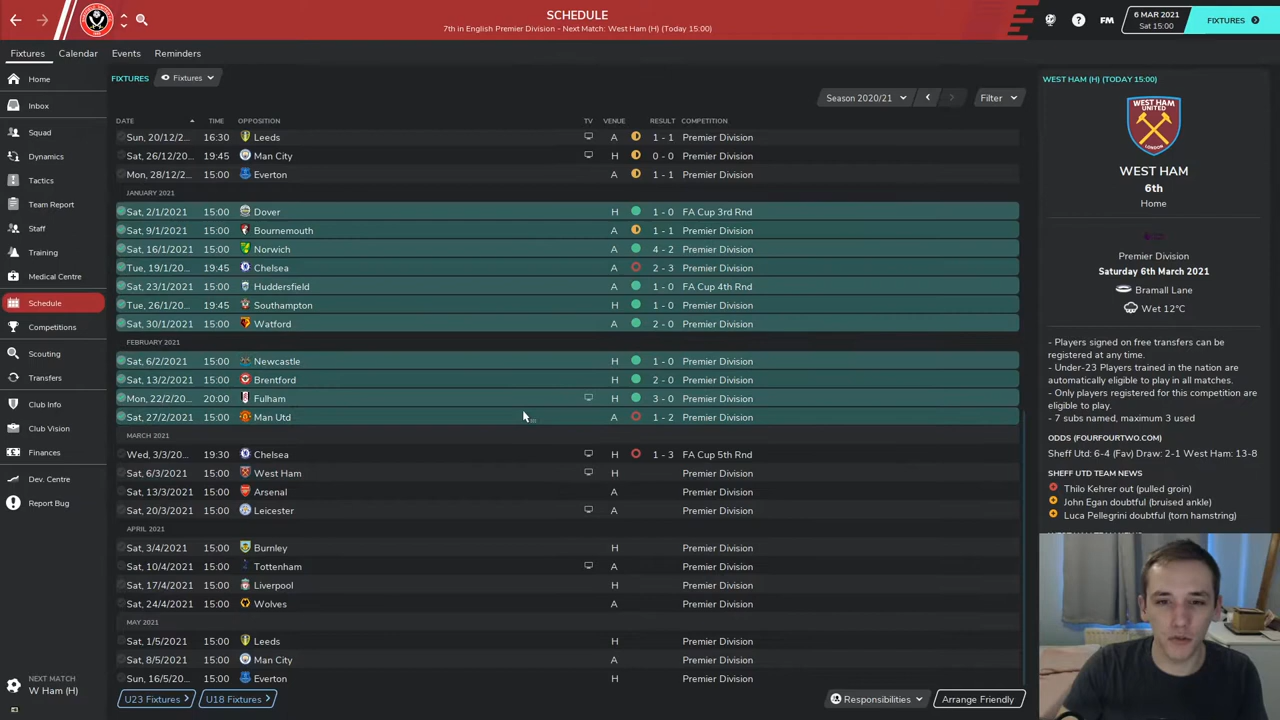 SCHEDULE
7th in English Premier Division - Next Match: West Ham (H) (Today 15:00)
FM
6 MAR 2021
Sat 15:00
FIXTURES
Fixtures
Calendar
Events
Reminders
Home
Inbox
Squad
Dynamics
Tactics
Team Report
Staff
Training
Medical Centre
Schedule
Competitions
Scouting
Transfers
Club Info
Club Vision
Finances
Dev. Centre
Report Bug
NEXT MATCH
W Ham (H)
FIXTURES Fixtures
Season 2020/21
Filter
DATE TIME OPPOSITION TV VENUE RESULT COMPETITION
Sun, 20/12/2... 16:30 Leeds A 1 - 1 Premier Division
Sat, 26/12/20... 19:45 Man City H 0 - 0 Premier Division
Mon, 28/12/2... 15:00 Everton A 1 - 1 Premier Division
JANUARY 2021
Sat, 2/1/2021 15:00 Dover H 1 - 0 FA Cup 3rd Rnd
Sat, 9/1/2021 15:00 Bournemouth A 1 - 1 Premier Division
Sat, 16/1/2021 15:00 Norwich H 4 - 2 Premier Division
Tue, 19/1/20... 19:45 Chelsea A 2 - 3 Premier Division
Sat, 23/1/2021 15:00 Huddersfield A 1 - 0 FA Cup 4th Rnd
Tue, 26/1/20... 19:45 Southampton H 1 - 0 Premier Division
Sat, 30/1/2021 15:00 Watford A 2 - 0 Premier Division
FEBRUARY 2021
Sat, 6/2/2021 15:00 Newcastle H 1 - 0 Premier Division
Sat, 13/2/2021 15:00 Brentford A 2 - 0 Premier Division
Mon, 22/2/20... 20:00 Fulham H 3 - 0 Premier Division
Sat, 27/2/2021 15:00 Man Utd A 1 - 2 Premier Division
MARCH 2021
Wed, 3/3/20... 19:30 Chelsea H 1 - 3 FA Cup 5th Rnd
Sat, 6/3/2021 15:00 West Ham H Premier Division
Sat, 13/3/2021 15:00 Arsenal A Premier Division
Sat, 20/3/2021 15:00 Leicester A Premier Division
APRIL 2021
Sat, 3/4/2021 15:00 Burnley H Premier Division
Sat, 10/4/2021 15:00 Tottenham A Premier Division
Sat, 17/4/2021 15:00 Liverpool H Premier Division
Sat, 24/4/2021 15:00 Wolves A Premier Division
MAY 2021
Sat, 1/5/2021 15:00 Leeds H Premier Division
Sat, 8/5/2021 15:00 Man City A Premier Division
Sun, 16/5/20... 15:00 Everton H Premier Division
U23 Fixtures
U18 Fixtures
Responsibilities
Arrange Friendly
WEST HAM (H) (TODAY 15:00)
WEST HAM
UNITED
LONDON
WEST HAM
6th
Home
Premier Division
Saturday 6th March 2021
Bramall Lane
Wet 12°C
- Players signed on free transfers can be
registered at any time.
- Under-23 Players trained in the nation are
automatically eligible to play in all matches.
- Only players registered for this competition are
eligible to play.
- 7 subs named, maximum 3 used
ODDS (FOURFOURTWO.COM)
Sheff Utd: 6-4 (Fav) Draw: 2-1 West Ham: 13-8
SHEFF UTD TEAM NEWS
Thilo Kehrer out (pulled groin)
John Egan doubtful (bruised ankle)
Luca Pellegrini doubtful (torn hamstring)